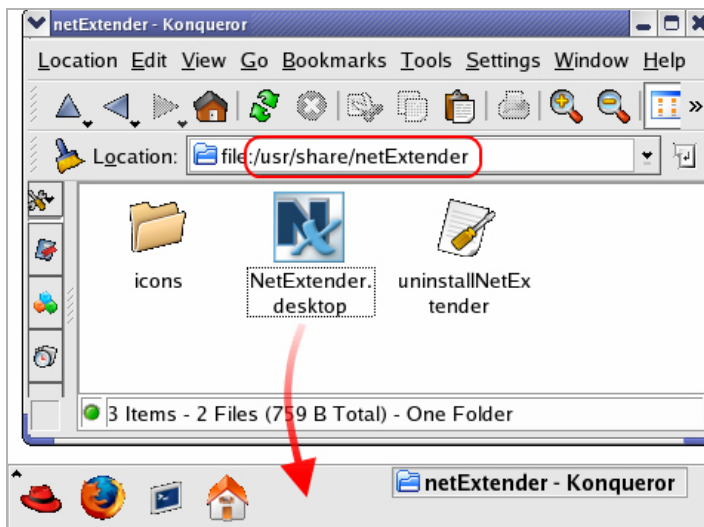 netExtender - Konqueror
Location Edit View Go Bookmarks Tools Settings Window Help
Location: file:/usr/share/netExtender
icons
NetExtender.
desktop
uninstallNetEx
tender
3 Items - 2 Files (759 B Total) - One Folder
netExtender - Konqueror